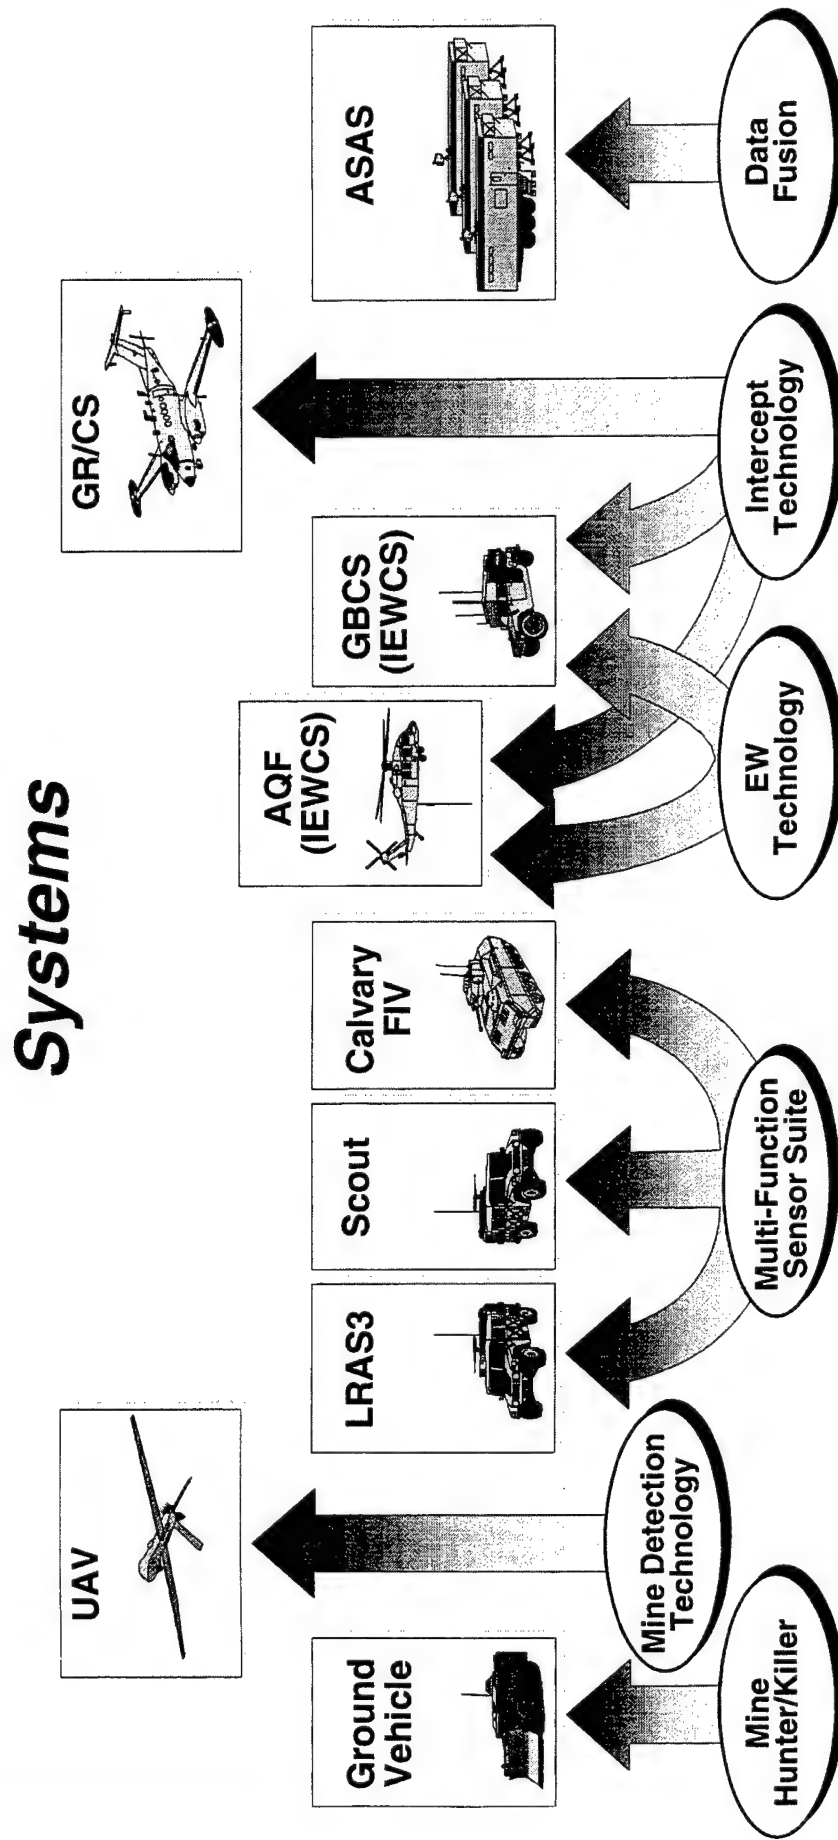 Systems
UAV
GR/CS
AQF
(IEWCS)
Ground
Vehicle
LRAS3
Scout
Calvary
FIV
GBCS
(IEWCS)
ASAS
Mine Detection
Technology
Mine
Hunter/Killer
Multi-Function
Sensor Suite
EW
Technology
Intercept
Technology
Data
Fusion